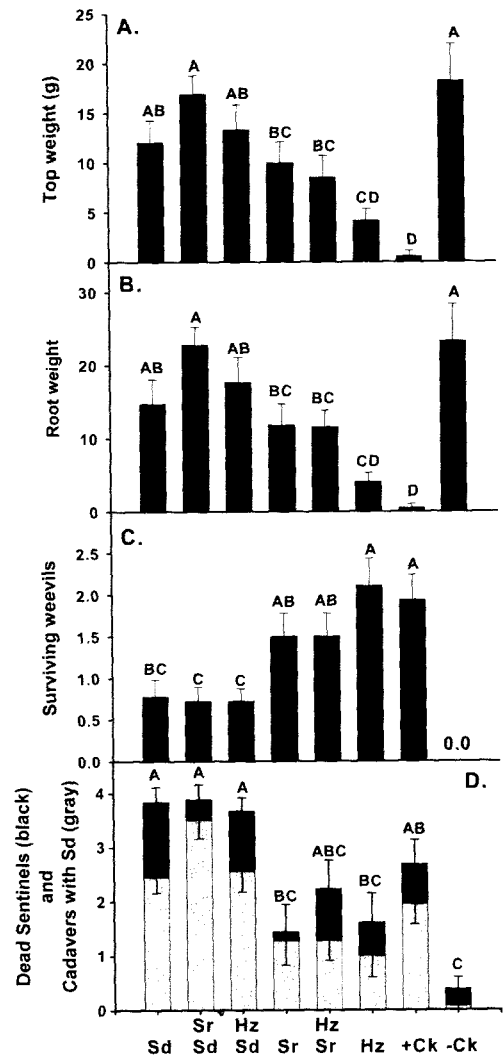 A.
Top weight (g)
25
20
15
10
5
0
AB
A
AB
BC
BC
CD
D
A
B.
Root weight
30
20
10
0
AB
A
AB
BC
BC
CD
D
A
C.
Surviving weevils
2.5
2.0
1.5
1.0
0.5
0.0
BC
C
C
AB
AB
A
A
0.0
D.
Dead Sentinels (black)
and
Cadavers with Sd (gray)
4
3
2
1
0
A
A
A
BC
ABC
BC
AB
C
Sr Hz Hz
Sd Sd Sd Sr Sr Hz +Ck -Ck